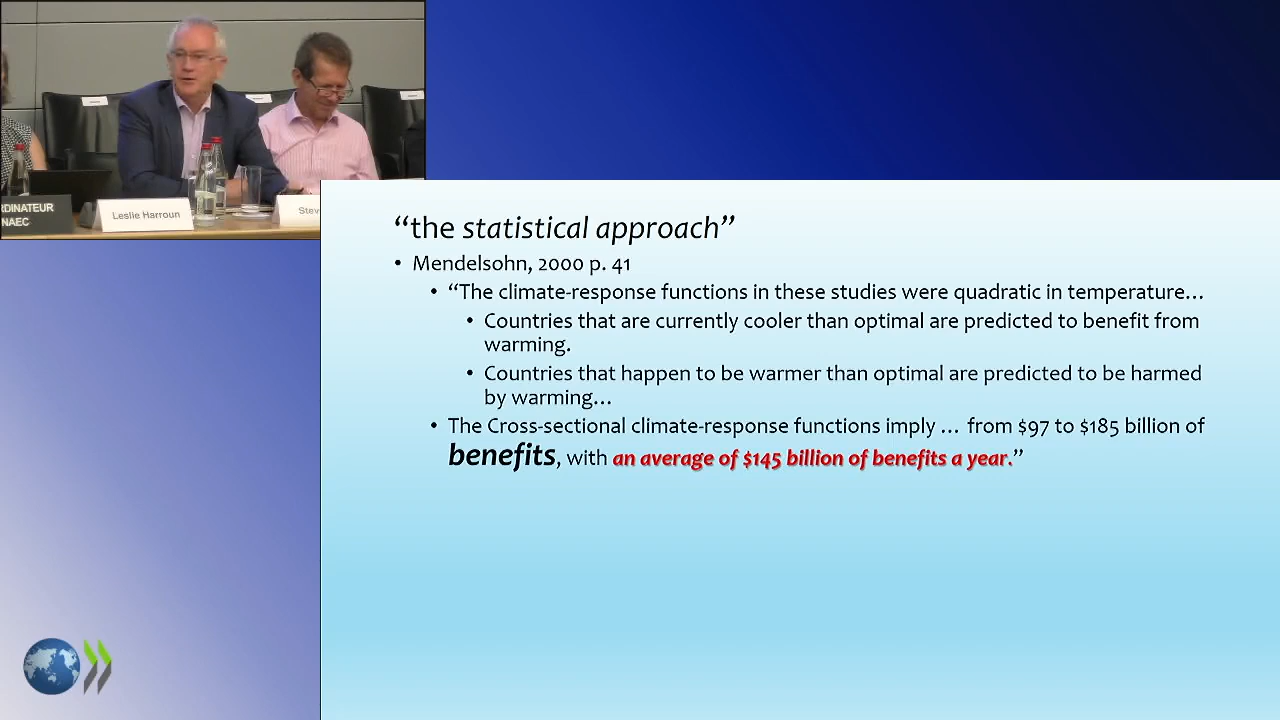 RDINATEUR
NAEC
Leslie Harroun
Stev
“the statistical approach”
• Mendelsohn, 2000 p. 41
• “The climate-response functions in these studies were quadratic in temperature…
• Countries that are currently cooler than optimal are predicted to benefit from
warming.
• Countries that happen to be warmer than optimal are predicted to be harmed
by warming…
• The Cross-sectional climate-response functions imply … from $97 to $185 billion of
benefits, with an average of $145 billion of benefits a year.”